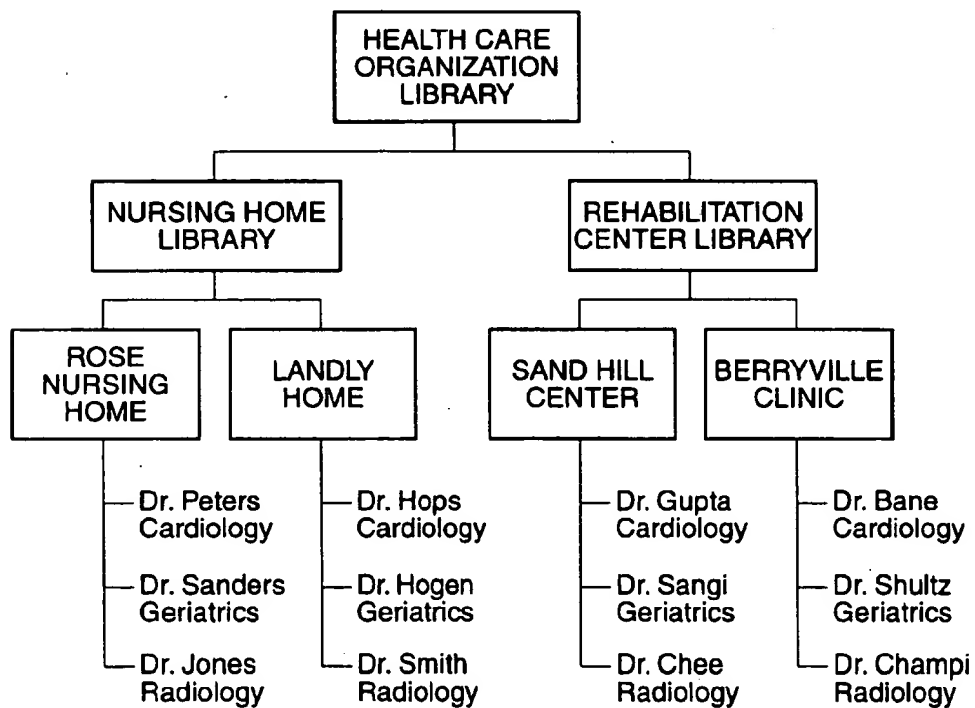 HEALTH CARE
ORGANIZATION
LIBRARY
NURSING HOME
LIBRARY
REHABILITATION
CENTER LIBRARY
ROSE
NURSING
HOME
LANDLY
HOME
SAND HILL
CENTER
BERRYVILLE
CLINIC
Dr. Peters
Cardiology
Dr. Sanders
Geriatrics
Dr. Jones
Radiology
Dr. Hops
Cardiology
Dr. Hogen
Geriatrics
Dr. Smith
Radiology
Dr. Gupta
Cardiology
Dr. Sangi
Geriatrics
Dr. Chee
Radiology
Dr. Bane
Cardiology
Dr. Shultz
Geriatrics
Dr. Champi
Radiology